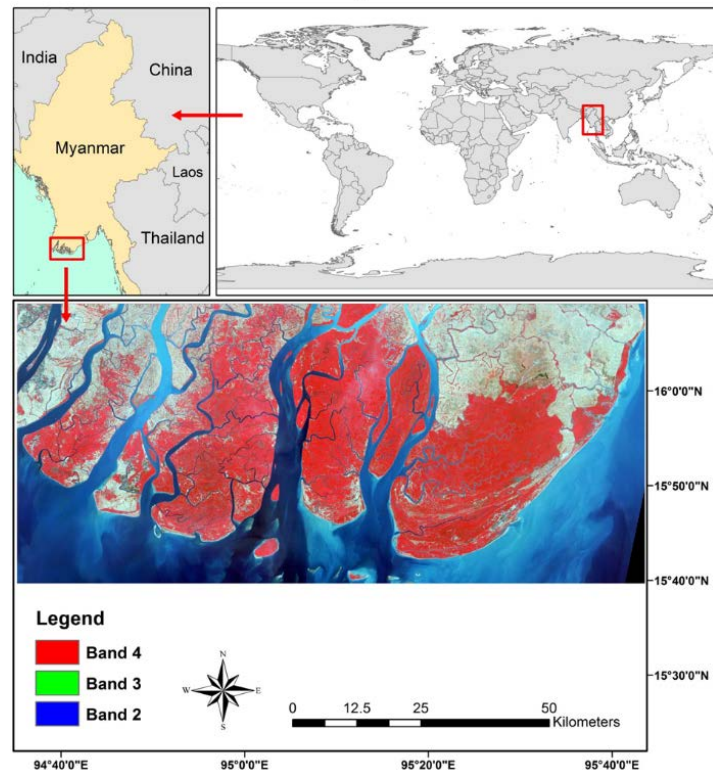 India
China
Myanmar
Laos
Thailand
16°0'0"N
15°50'0"N
15°40'0"N
15°30'0"N
Legend
Band 4
Band 3
Band 2
N
W E
S
0 12.5 25 50
Kilometers
94°40'0"E 95°0'0"E 95°20'0"E 95°40'0"E